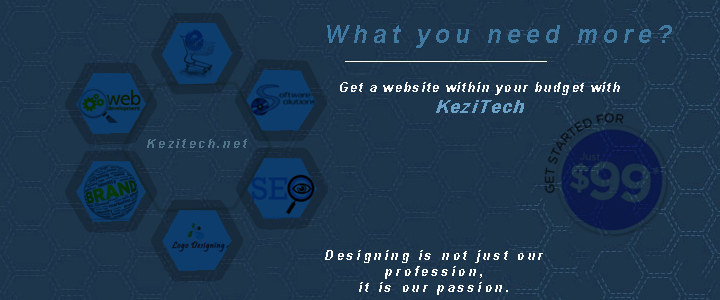 What you need more?
Get a website within your budget with
KeziTech
web
Software
Solutions
Kezitech.net
GET STARTED FOR
Just
$99
BRAND
SEO
Logo Designing
Designing is not just our
profession,
it is our passion.